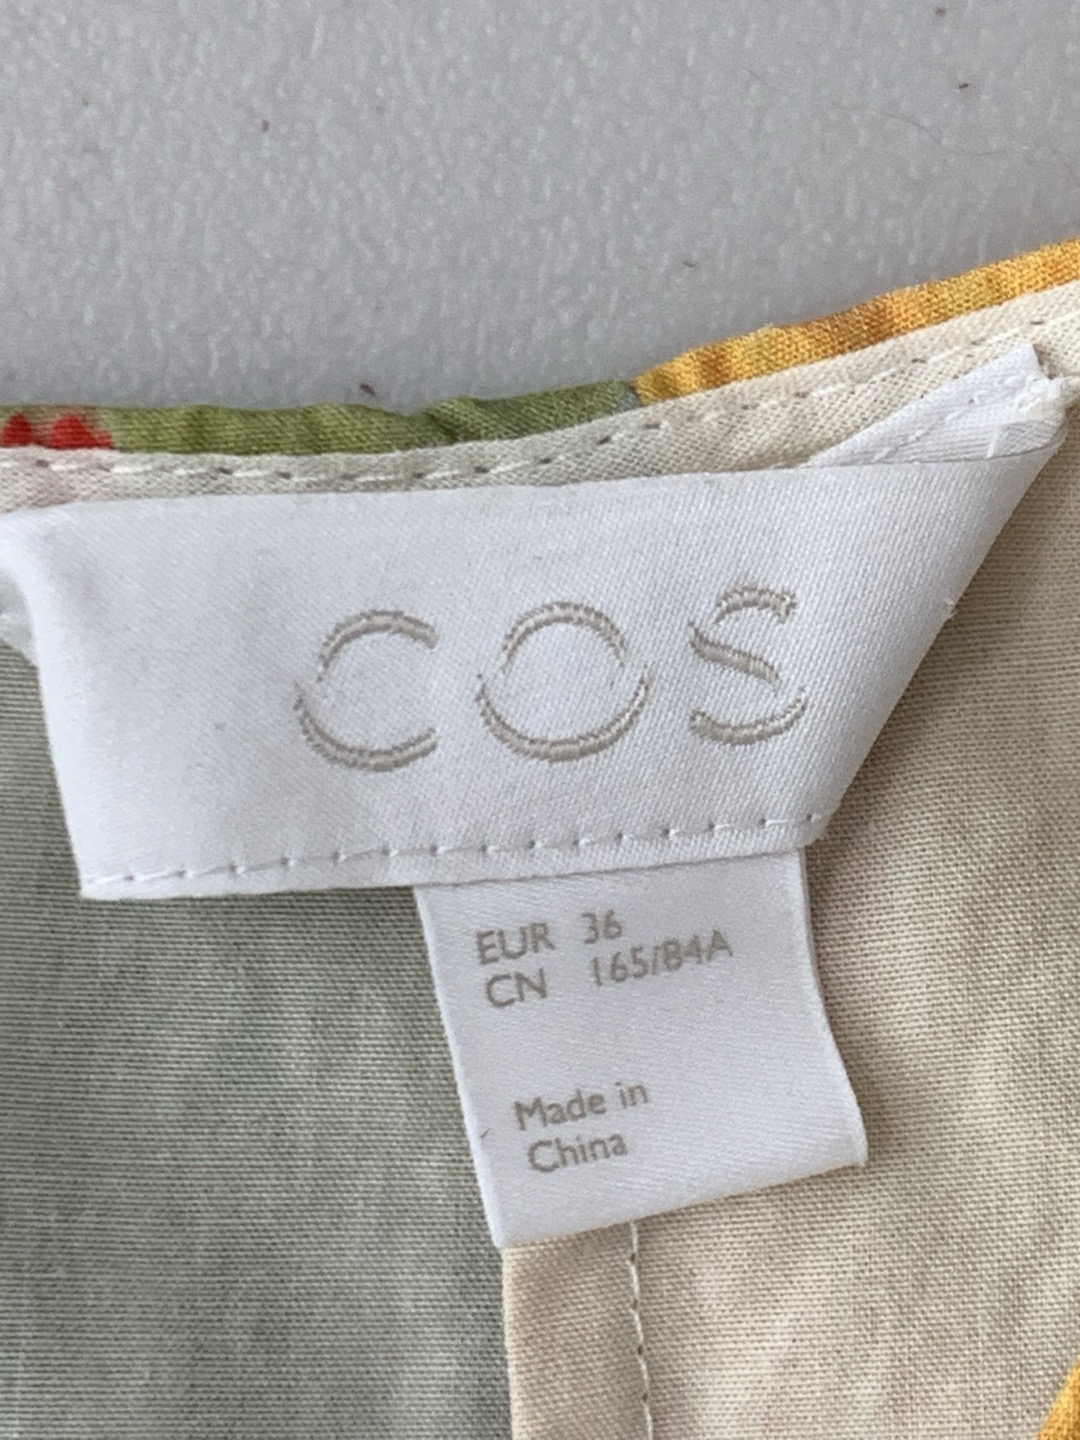 COS
EUR 36
CN 165/84A
Made in
China